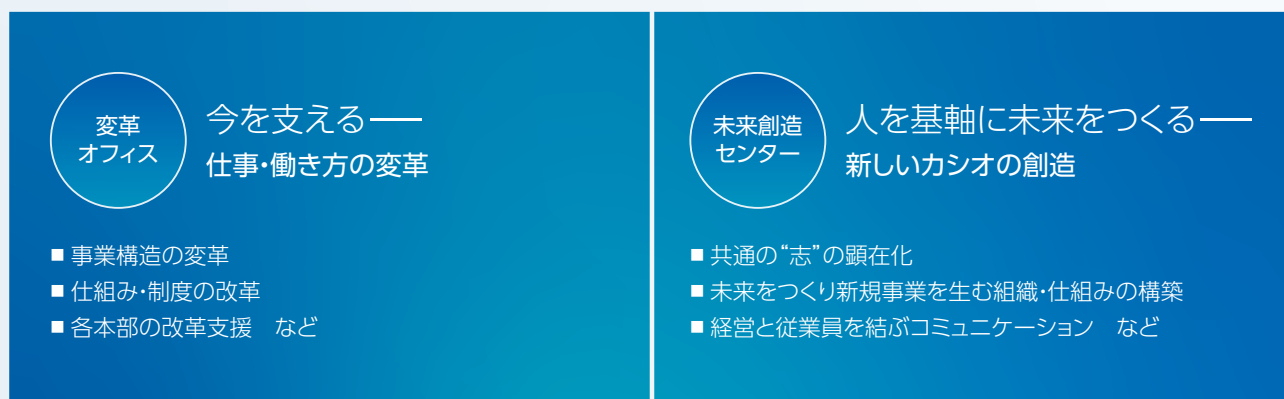 変革
オフィス
今を支える──
仕事・働き方の変革
■ 事業構造の変革
■ 仕組み・制度の改革
■ 各本部の改革支援　など
未来創造
センター
人を基軸に未来をつくる──
新しいカシオの創造
■ 共通の“志”の顕在化
■ 未来をつくり新規事業を生む組織・仕組みの構築
■ 経営と従業員を結ぶコミュニケーション　など